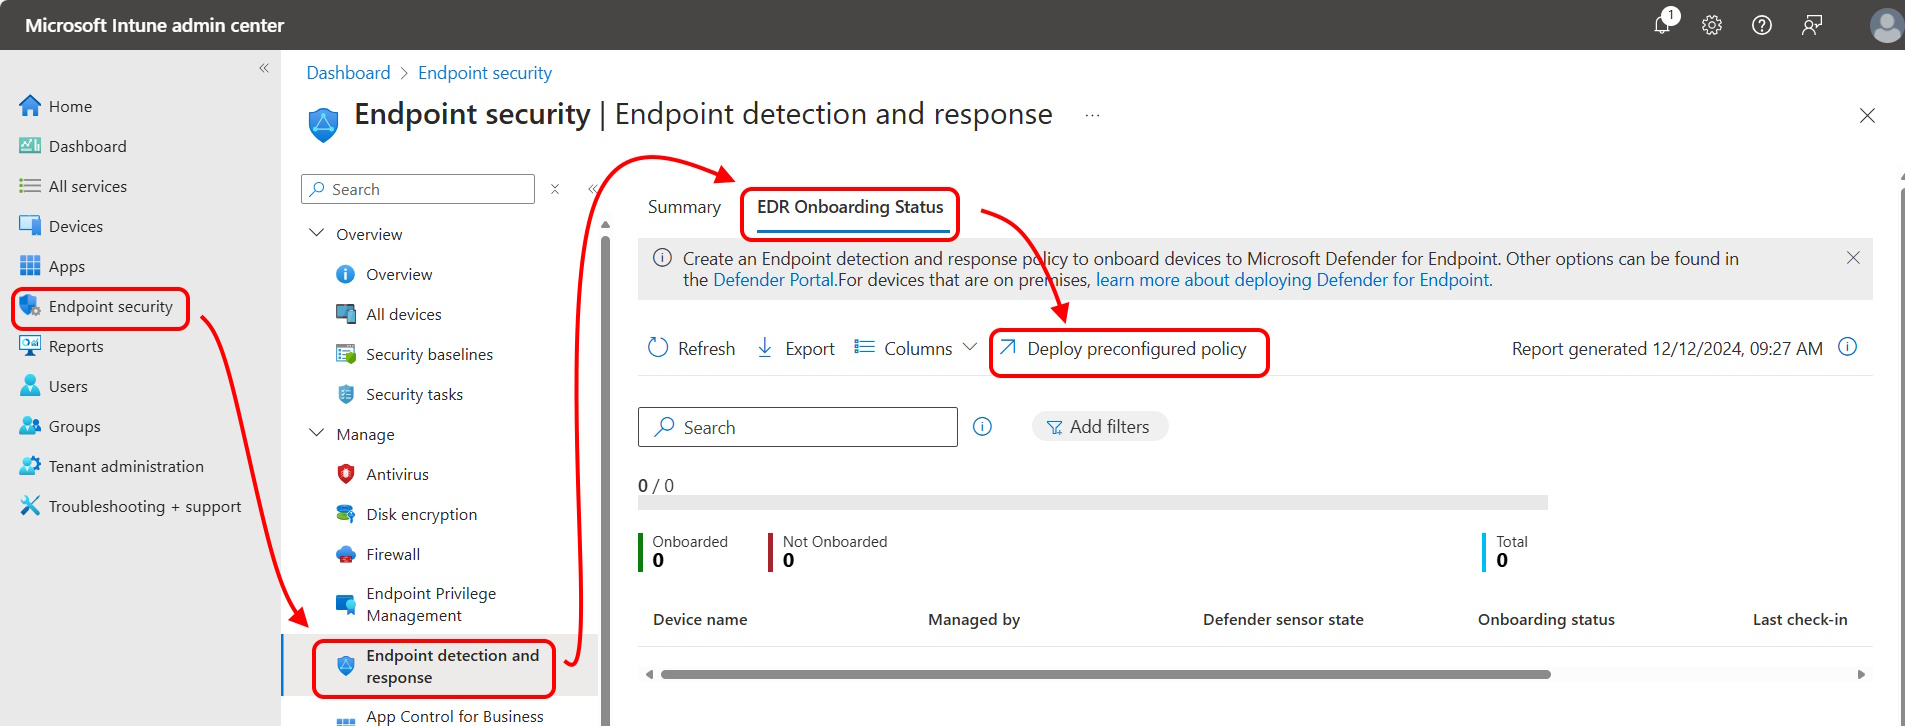 Microsoft Intune admin center
1
Home
Dashboard
All services
Devices
Apps
Endpoint security
Reports
Users
Groups
Tenant administration
Troubleshooting + support
Dashboard > Endpoint security
Endpoint security | Endpoint detection and response ...
Search
Overview
Overview
All devices
Security baselines
Security tasks
Manage
Antivirus
Disk encryption
Firewall
Endpoint Privilege
Management
Endpoint detection and
response
App Control for Business
Summary
EDR Onboarding Status
Create an Endpoint detection and response policy to onboard devices to Microsoft Defender for Endpoint. Other options can be found in
the Defender Portal.For devices that are on premises, learn more about deploying Defender for Endpoint.
Refresh Export Columns Deploy preconfigured policy Report generated 12/12/2024, 09:27 AM
Search Add filters
0 / 0
Onboarded
0
Not Onboarded
0
Total
0
Device name Managed by Defender sensor state Onboarding status Last check-in